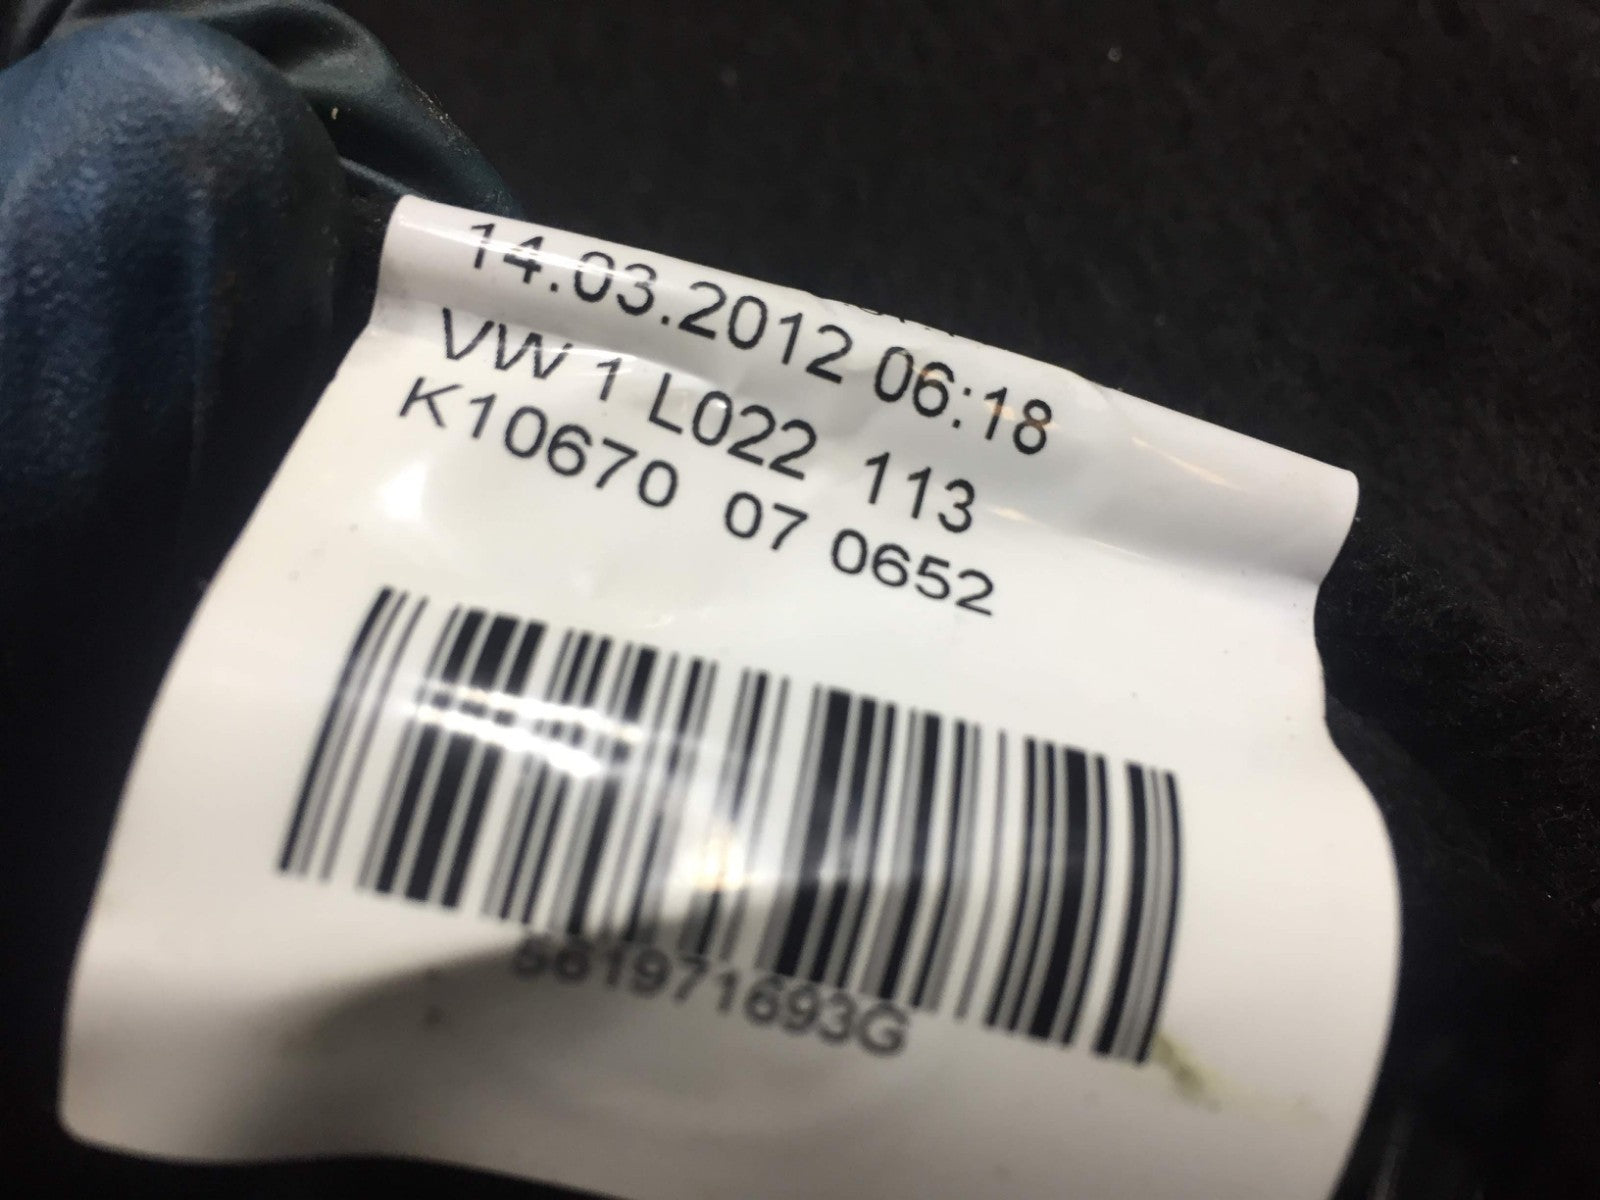 14.03.2012 06:18
VW 1 L022 113
K10670 07 0652
561971693G